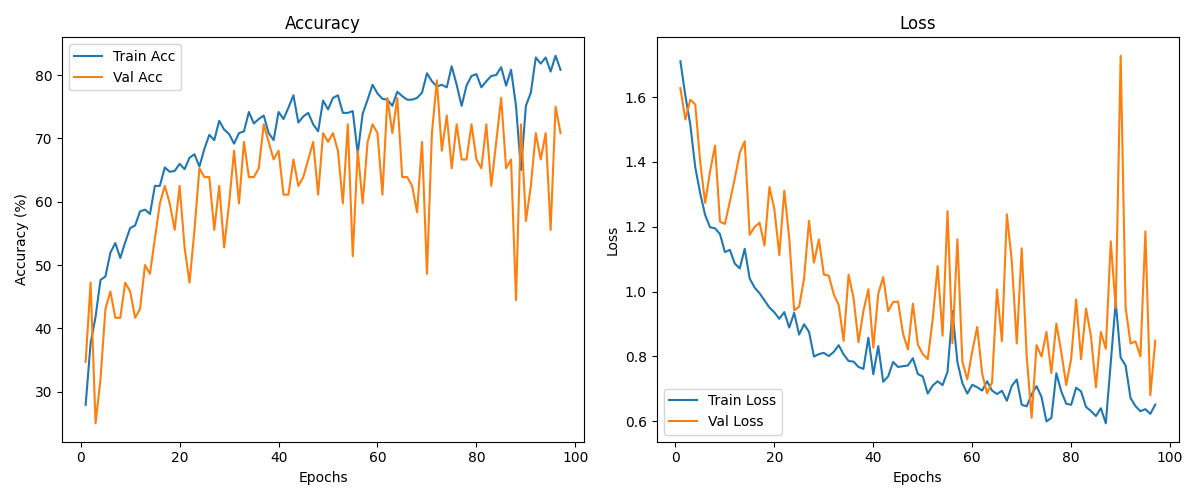 Accuracy
Train Acc
Val Acc
Accuracy (%)
80
70
60
50
40
30
0 20 40 60 80 100
Epochs
Loss
Loss
1.6
1.4
1.2
1.0
0.8
0.6
Train Loss
Val Loss
0 20 40 60 80 100
Epochs